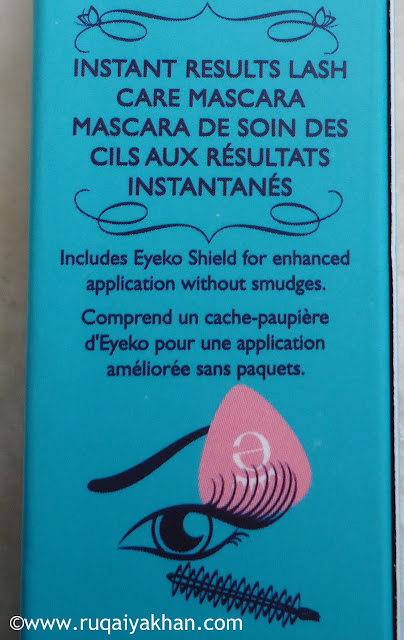 INSTANT RESULTS LASH
CARE MASCARA
MASCARA DE SOIN DES
CILS AUX RÉSULTATS
INSTANTANÉS
Includes Eyeko Shield for enhanced
application without smudges.
Comprend un cache-paupière
d'Eyeko pour une application
améliorée sans paquets.
©www.ruqaiyakhan.com